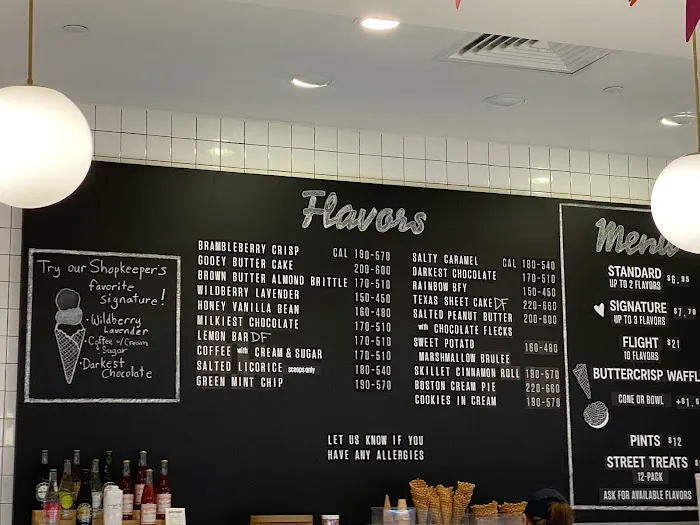 Try our Shopkeeper's
favorite
signature!
• Wildberry
Lavender
• Coffee w/Cream
+ Sugar
• Darkest
Chocolate
Flavors
BRAMBLEBERRY CRISP CAL 190-570
GOOEY BUTTER CAKE 200-600
BROWN BUTTER ALMOND BRITTLE 170-510
WILDBERRY LAVENDER 150-450
HONEY VANILLA BEAN 160-480
MILKIEST CHOCOLATE 170-510
LEMON BAR DF 170-510
COFFEE with CREAM & SUGAR 170-510
SALTED LICORICE scoops only 180-540
GREEN MINT CHIP 190-570
SALTY CARAMEL CAL 180-540
DARKEST CHOCOLATE 170-510
RAINBOW BFY 150-450
TEXAS SHEET CAKE DF 220-660
SALTED PEANUT BUTTER 200-600
with CHOCOLATE FLECKS
SWEET POTATO 160-480
MARSHMALLOW BRULEE
SKILLET CINNAMON ROLL 190-570
BOSTON CREAM PIE 220-660
COOKIES IN CREAM 190-570
LET US KNOW IF YOU
HAVE ANY ALLERGIES
Menu
STANDARD $6.95
UP TO 2 FLAVORS
SIGNATURE $7.70
UP TO 3 FLAVORS
FLIGHT $21
10 FLAVORS
BUTTERCRISP WAFFL
CONE OR BOWL +$1.5
PINTS $12
STREET TREATS $
12-PACK
ASK FOR AVAILABLE FLAVORS